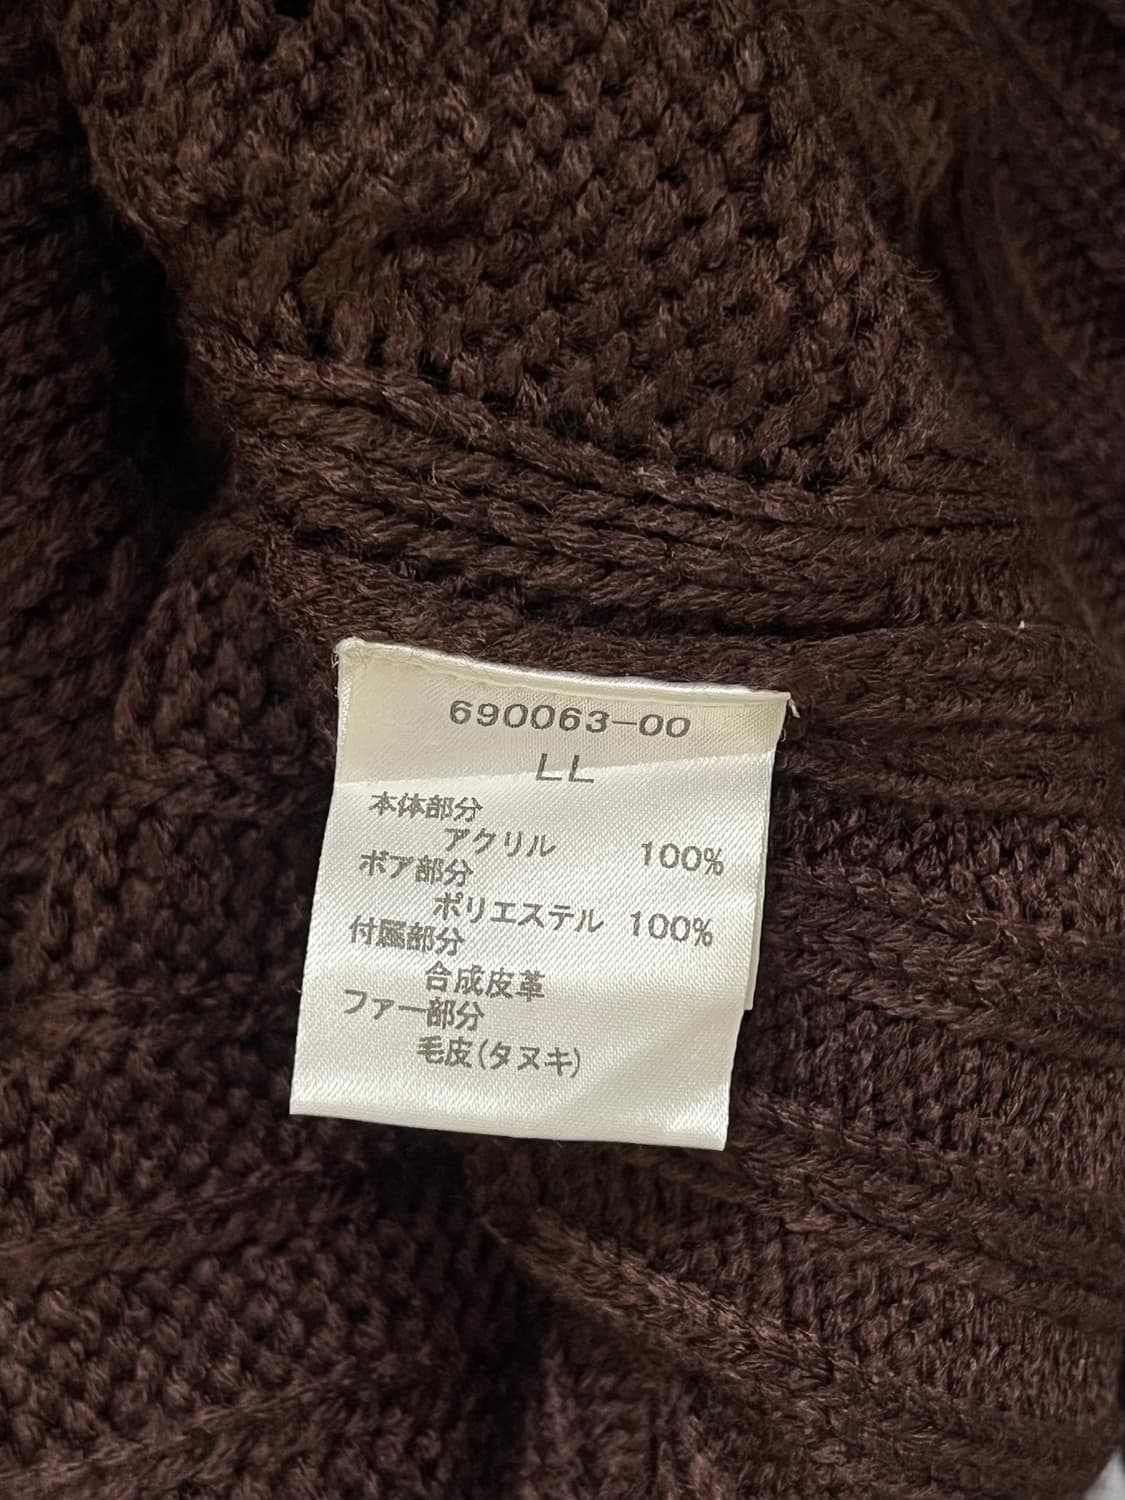 690063-00
LL
本体部分
アクリル 100%
ボア部分
ポリエステル 100%
付属部分
合成皮革
ファー部分
毛皮(タヌキ)